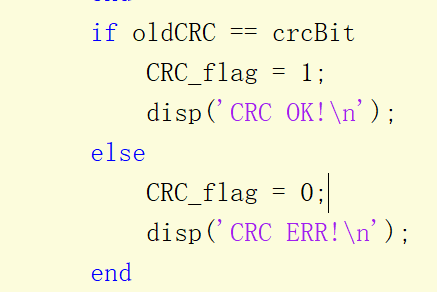 if oldCRC == crcBit
CRC_flag = 1;
disp('CRC OK!\n');
else
CRC_flag = 0;
disp('CRC ERR!\n');
end